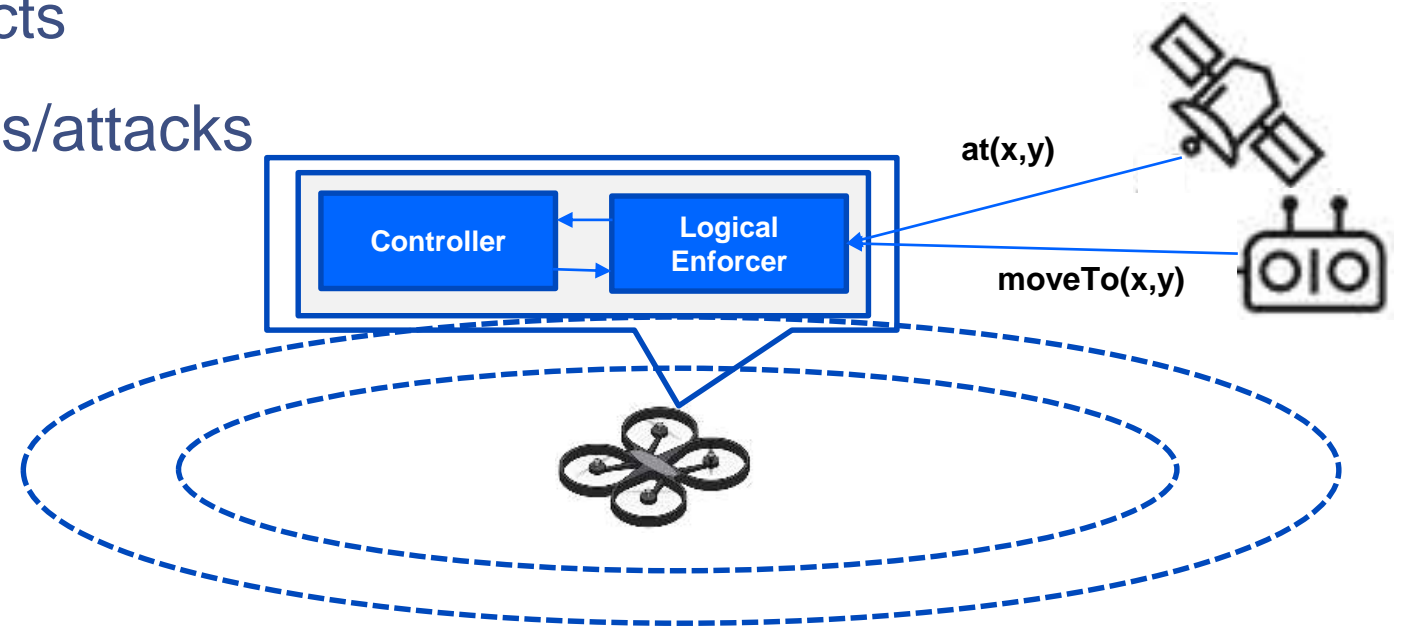 cts
s/attacks
at(x,y)
Controller
Logical
Enforcer
moveTo(x,y)